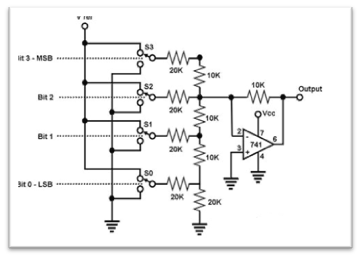 S3
Bit 3 - MSB
20K
10K
S2
Bit 2
20K
10K
Output
10K
S1
Vcc
Bit 1
20K
10K
2
-
7
741
6
3
+
4
S0
Bit 0 - LSB
20K
20K